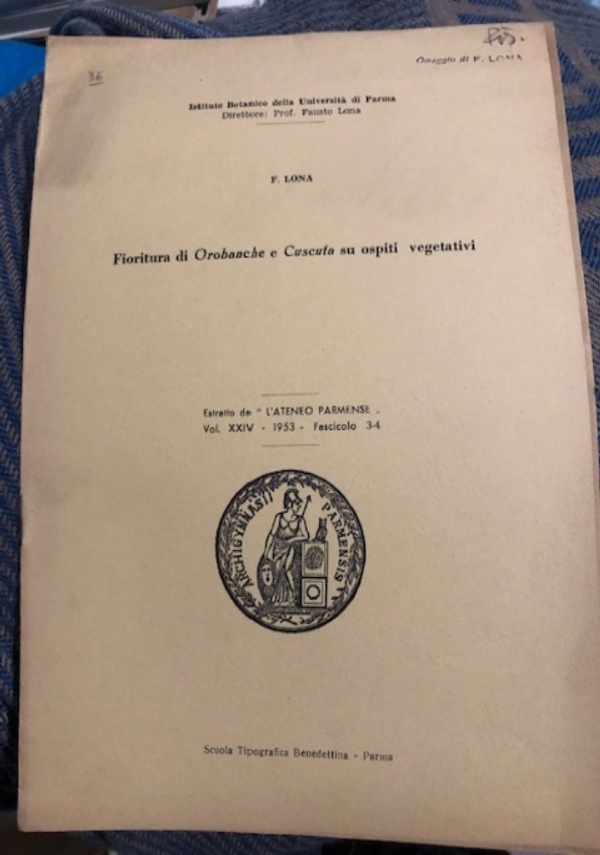 36
Omaggio di F. LONA
Istituto Botanico della Università di Parma
Direttore: Prof. Fausto Lona
F. LONA
Fioritura di Orobanche e Cuscuta su ospiti vegetativi
Estratto da " L'ATENEO PARMENSE „
Vol. XXIV - 1953 - Fascicolo 3-4
ARCHIGYMNASII PARMENSIS
Scuola Tipografica Benedettina - Parma